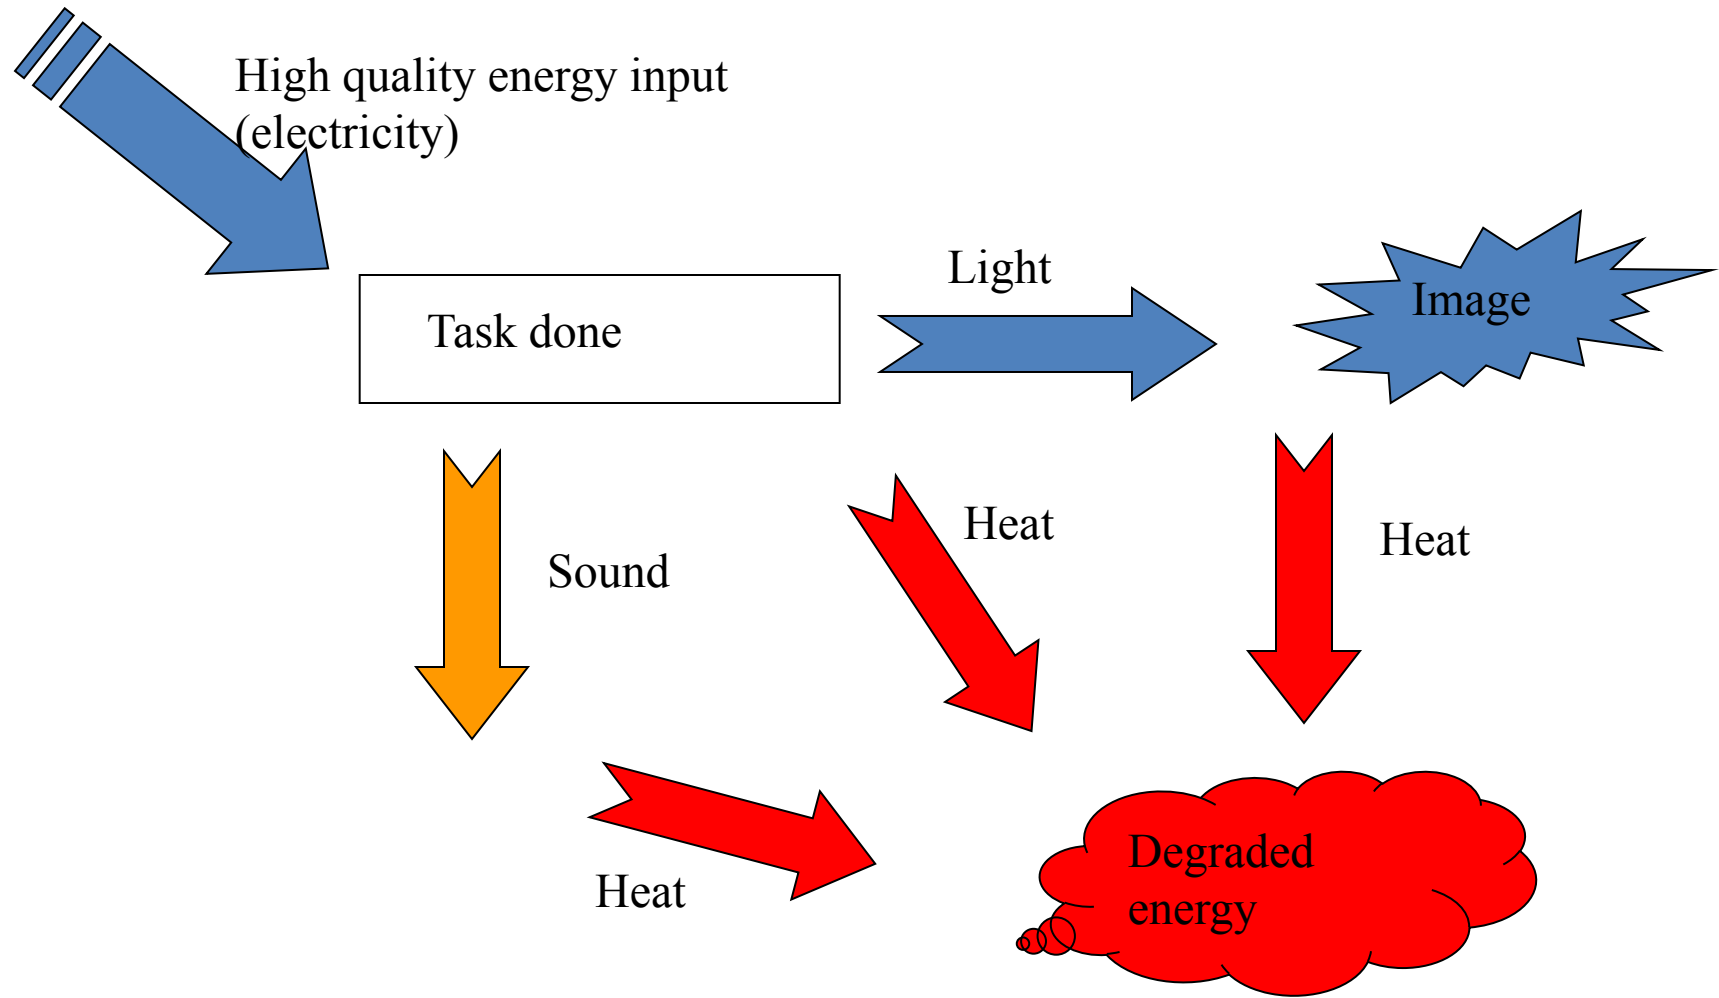 High quality energy input
(electricity)
Light
Image
Task done
Heat
Heat
Sound
Degraded
energy
Heat